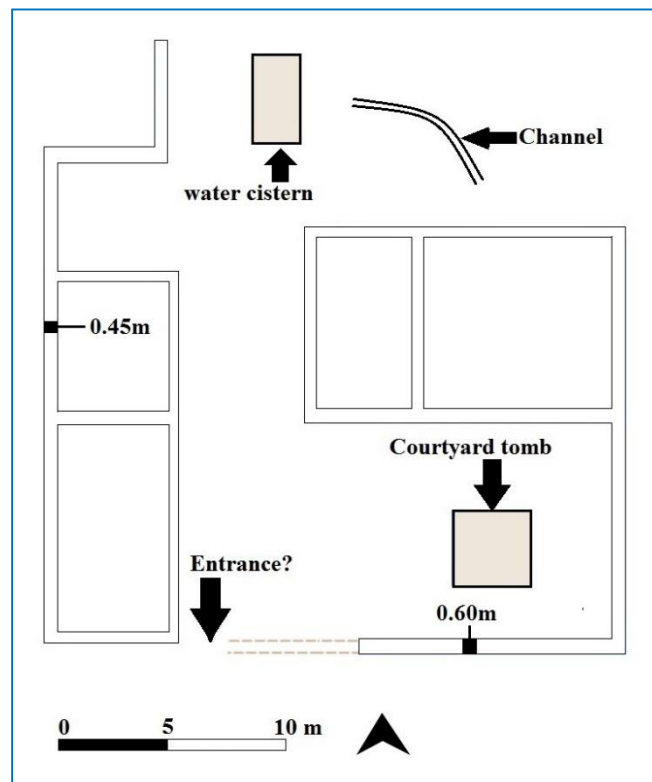 Channel
water cistern
0.45m
Courtyard tomb
Entrance?
0.60m
0 5 10 m